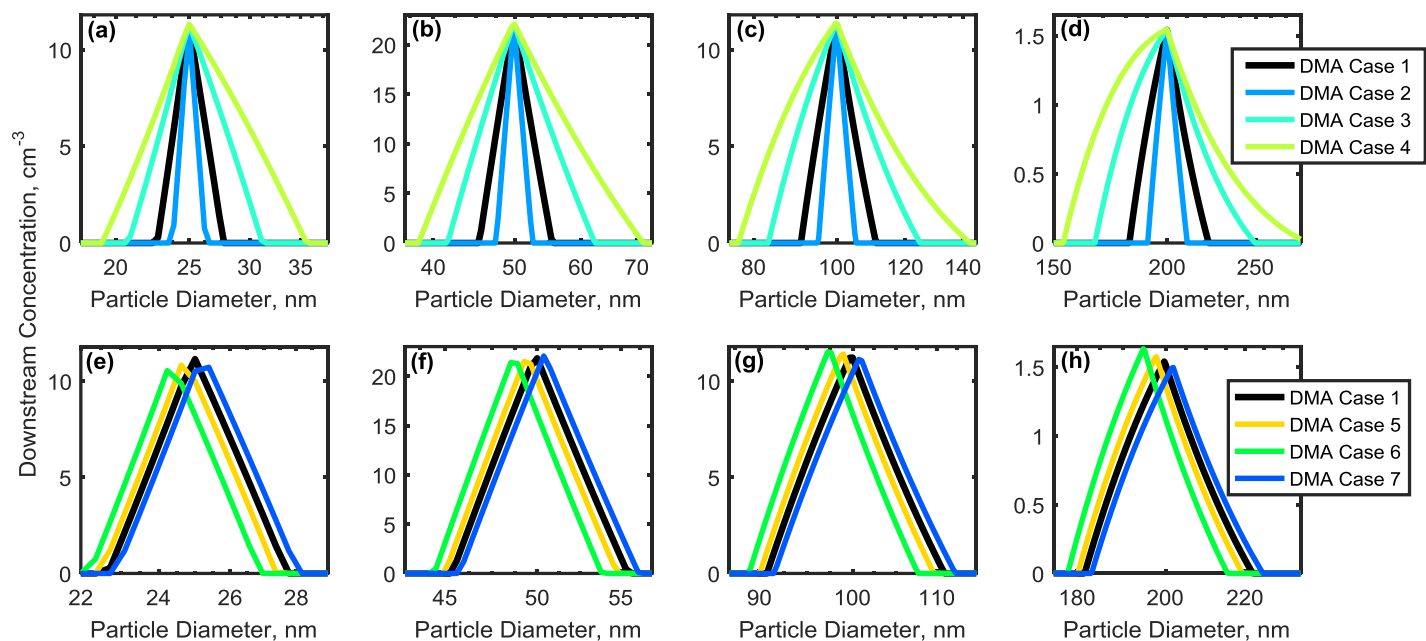 Downstream Concentration, cm-3
(a)
10
5
0
20 25 30 35
Particle Diameter, nm
(b)
20
15
10
5
0
40 50 60 70
Particle Diameter, nm
(c)
10
5
0
80 100 120 140
Particle Diameter, nm
(d)
1.5
1
0.5
0
150 200 250
Particle Diameter, nm
DMA Case 1
DMA Case 2
DMA Case 3
DMA Case 4
(e)
10
5
0
22 24 26 28
Particle Diameter, nm
(f)
20
15
10
5
0
45 50 55
Particle Diameter, nm
(g)
10
5
0
90 100 110
Particle Diameter, nm
(h)
1.5
1
0.5
0
180 200 220
Particle Diameter, nm
DMA Case 1
DMA Case 5
DMA Case 6
DMA Case 7